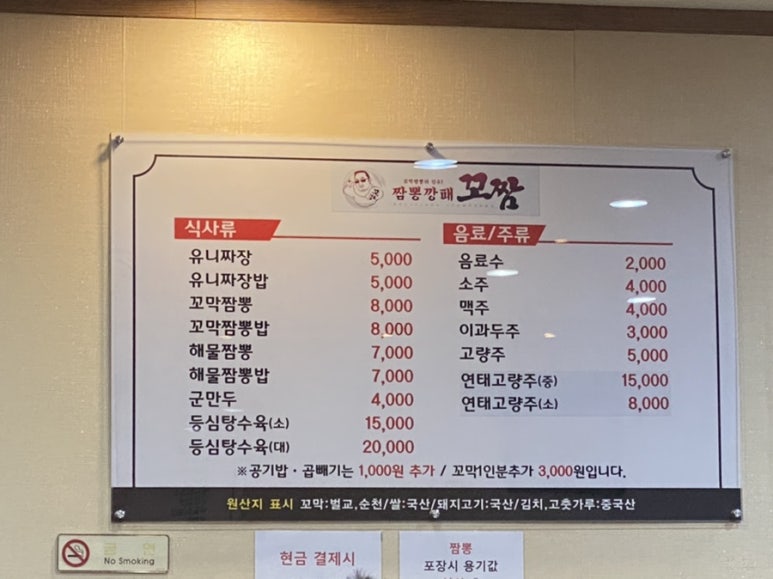 짬뽕깡패 꼬짬
식사류
유니짜장 5,000
유니짜장밥 5,000
꼬막짬뽕 8,000
꼬막짬뽕밥 8,000
해물짬뽕 7,000
해물짬뽕밥 7,000
군만두 4,000
등심탕수육(소) 15,000
등심탕수육(대) 20,000
음료/주류
음료수 2,000
소주 4,000
맥주 4,000
이과두주 3,000
고량주 5,000
연태고량주(중) 15,000
연태고량주(소) 8,000
※공기밥·곱빼기는 1,000원 추가 / 꼬막1인분추가 3,000원입니다.
원산지 표시 꼬막:벌교,순천/쌀:국산/돼지고기:국산/김치,고춧가루:중국산
금 연
No Smoking
현금 결제시
짬뽕
포장시 용기값